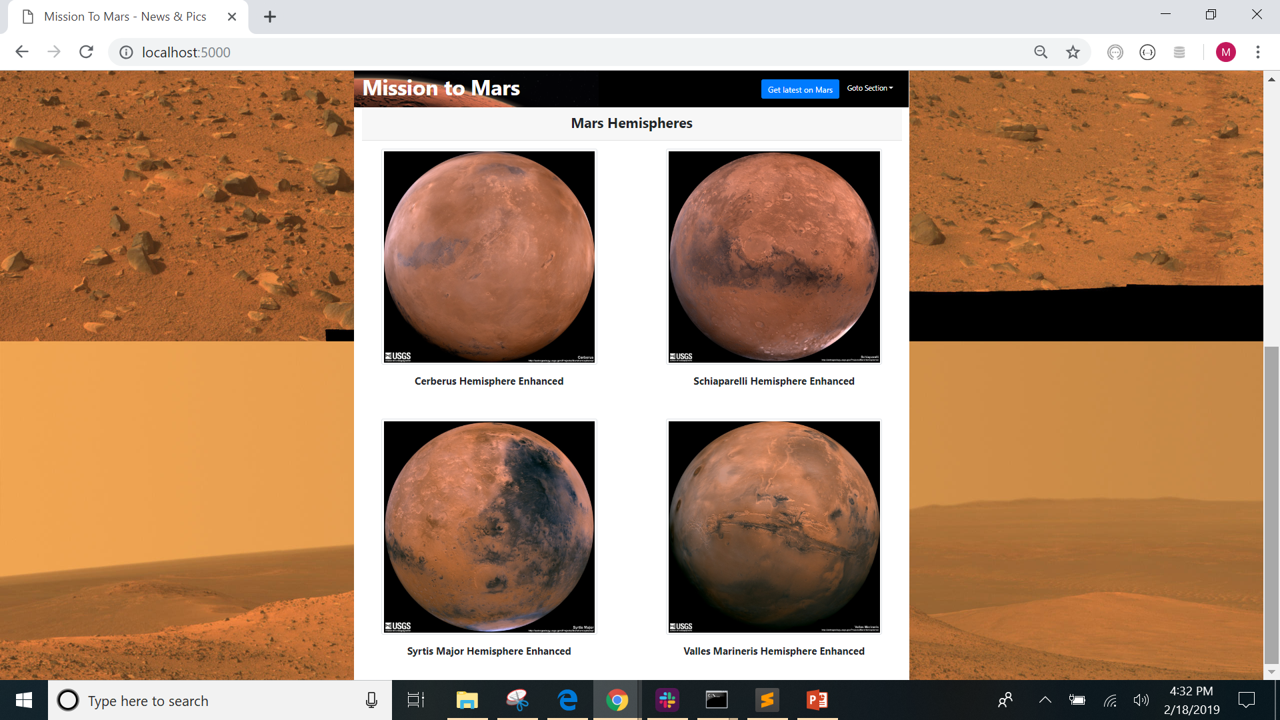 Mission To Mars - News & Pics
localhost:5000
M
Mission to Mars
Get latest on Mars
Goto Section
Mars Hemispheres
USGS
Cerberus
USGS
Schiaparelli
Cerberus Hemisphere Enhanced
Schiaparelli Hemisphere Enhanced
USGS
Syrtis Major
USGS
Valles Marineris
Syrtis Major Hemisphere Enhanced
Valles Marineris Hemisphere Enhanced
Type here to search
4:32 PM
2/18/2019